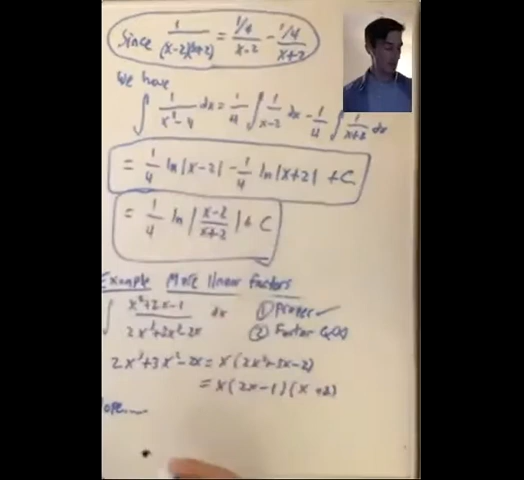 Since 1/(x-2)(x+2) = 1/4/x-2 - 1/4/x+2
We have
∫ 1/x²-4 dx = 1/4 ∫ 1/x-2 dx - 1/4 ∫ 1/x+2 dx
= 1/4 ln|x-2| - 1/4 ln|x+2| + C
= 1/4 ln|x-2/x+2| + C
Example More linear factors
∫ x²+2x-1/2x³+3x²-2x dx ① Proper ✓
② Factor Q(x)
2x³+3x²-2x = x(2x²+3x-2)
= x(2x-1)(x+2)